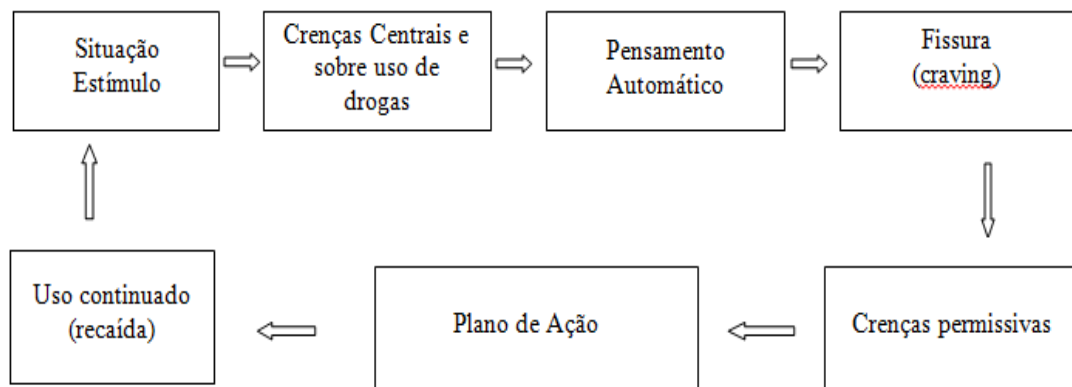 Situação
Estímulo
Crenças Centrais e
sobre uso de
drogas
Pensamento
Automático
Fissura
(craving)
Crenças permissivas
Plano de Ação
Uso continuado
(recaída)